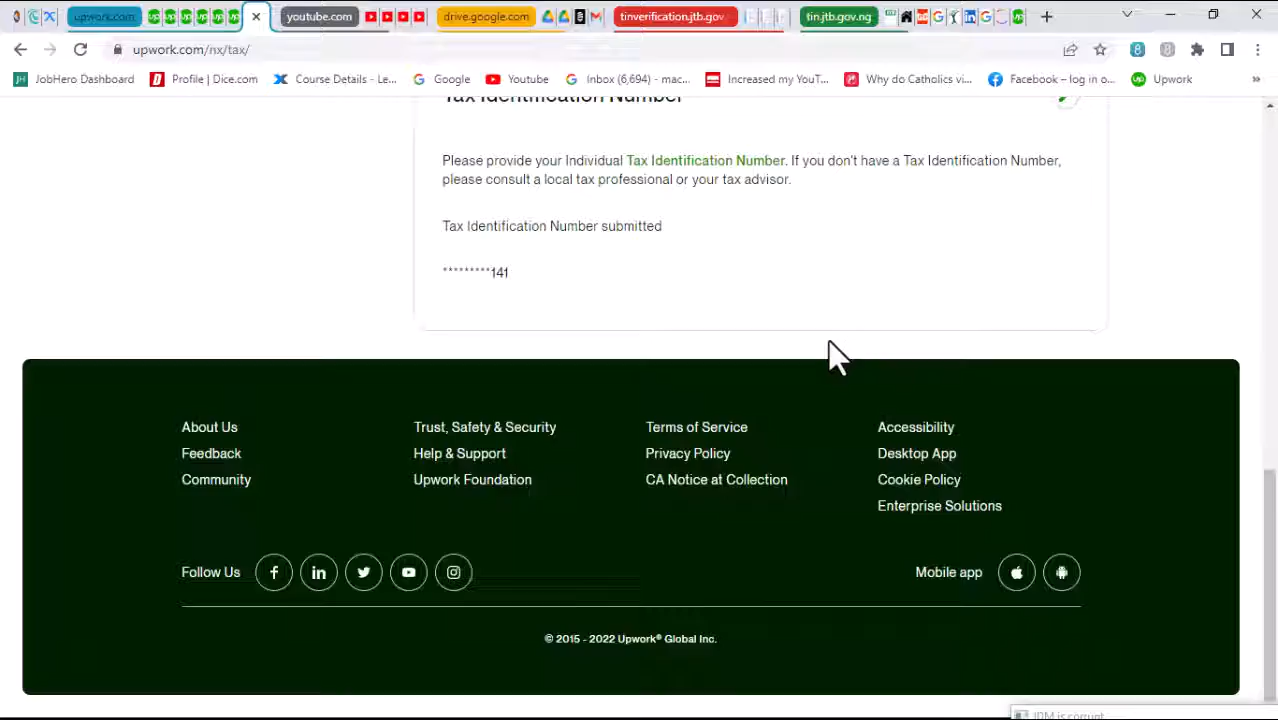 upwork.com
youtube.com
drive.google.com
tinverification.jtb.gov.
tin.jtb.gov.ng
upwork.com/nx/tax/
JobHero Dashboard
Profile | Dice.com
Course Details - Le...
Google
Youtube
Inbox (6,694) - mac...
Increased my YouT...
Why do Catholics vi...
Facebook – log in o...
Upwork
Tax Identification Number
Please provide your Individual Tax Identification Number. If you don't have a Tax Identification Number,
please consult a local tax professional or your tax advisor.
Tax Identification Number submitted
*********141
About Us
Trust, Safety & Security
Terms of Service
Accessibility
Feedback
Help & Support
Privacy Policy
Desktop App
Community
Upwork Foundation
CA Notice at Collection
Cookie Policy
Enterprise Solutions
Follow Us
Mobile app
© 2015 - 2022 Upwork® Global Inc.
IDM is corrupt